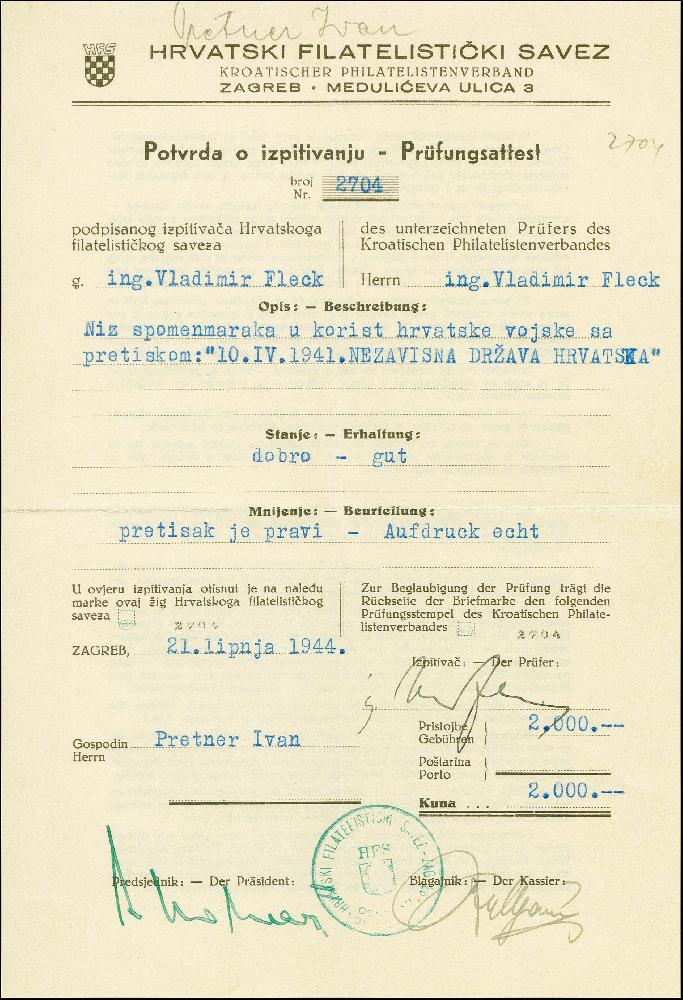 Pretner Ivan
HFS
HRVATSKI FILATELISTIČKI SAVEZ
KROATISCHER PHILATELISTENVERBAND
ZAGREB • MEDULIĆEVA ULICA 3
2704
Potvrda o izpitivanju - Prüfungsattest
broj
Nr. 2704
podpisanog izpitivača Hrvatskoga
filatelističkog saveza
g. ing.Vladimir Fleck
des unterzeichneten Prüfers des
Kroatischen Philatelistenverbandes
Herrn ing.Vladimir Fleck
Opis: — Beschreibung:
Niz spomenmaraka u korist hrvatske vojske sa
pretiskom:"10.IV.1941.NEZAVISNA DRŽAVA HRVATSKA"
Stanje: — Erhaltung:
dobro - gut
Mnijenje: — Beurteilung:
pretisak je pravi - Aufdruck echt
U ovjeru izpitivanja otisnut je na naleđu
marke ovaj žig Hrvatskoga filatelističkog
saveza
2704
Zur Beglaubigung der Prüfung trägt die
Rückseite der Briefmarke den folgenden
Prüfungsstempel des Kroatischen Philate-
listenverbandes
2704
ZAGREB, 21.lipnja 1944.
Izpitivač: — Der Prüfer:
Pristojbe
Gebühren 2.000.--
Gospodin Pretner Ivan
Herrn
Poštarina
Porto
Kuna ... 2.000.--
HRVATSKI FILATELISTIČKI SAVEZ
HFS
Predsjednik: — Der Präsident:
Blagajnik: — Der Kassier: